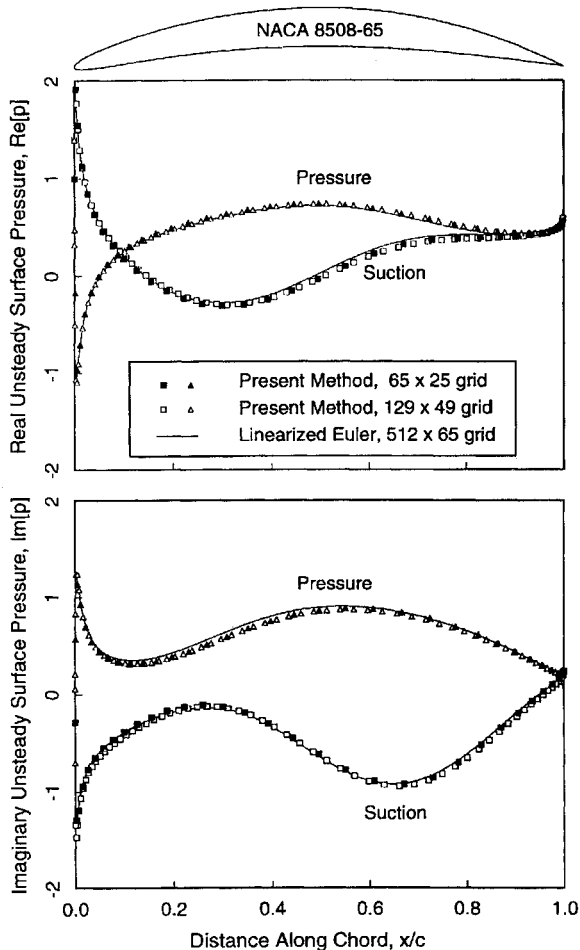 NACA 8508-65
Real Unsteady Surface Pressure, Re[p]
2
1
0
-1
-2
Pressure
Suction
Present Method, 65 x 25 grid
Present Method, 129 x 49 grid
Linearized Euler, 512 x 65 grid
Imaginary Unsteady Surface Pressure, Im[p]
2
1
0
-1
-2
Pressure
Suction
0.0 0.2 0.4 0.6 0.8 1.0
Distance Along Chord, x/c